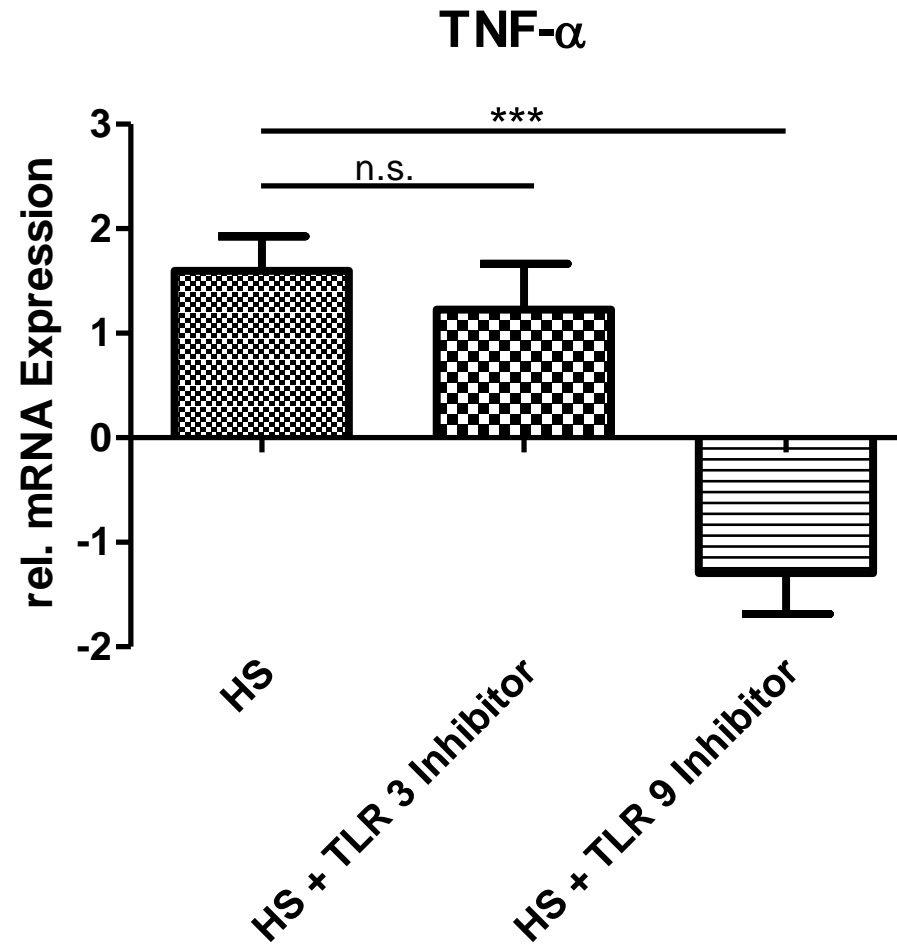 TNF-α
***
n.s.
rel. mRNA Expression
3
2
1
0
-1
-2
HS
HS + TLR 3 Inhibitor
HS + TLR 9 Inhibitor